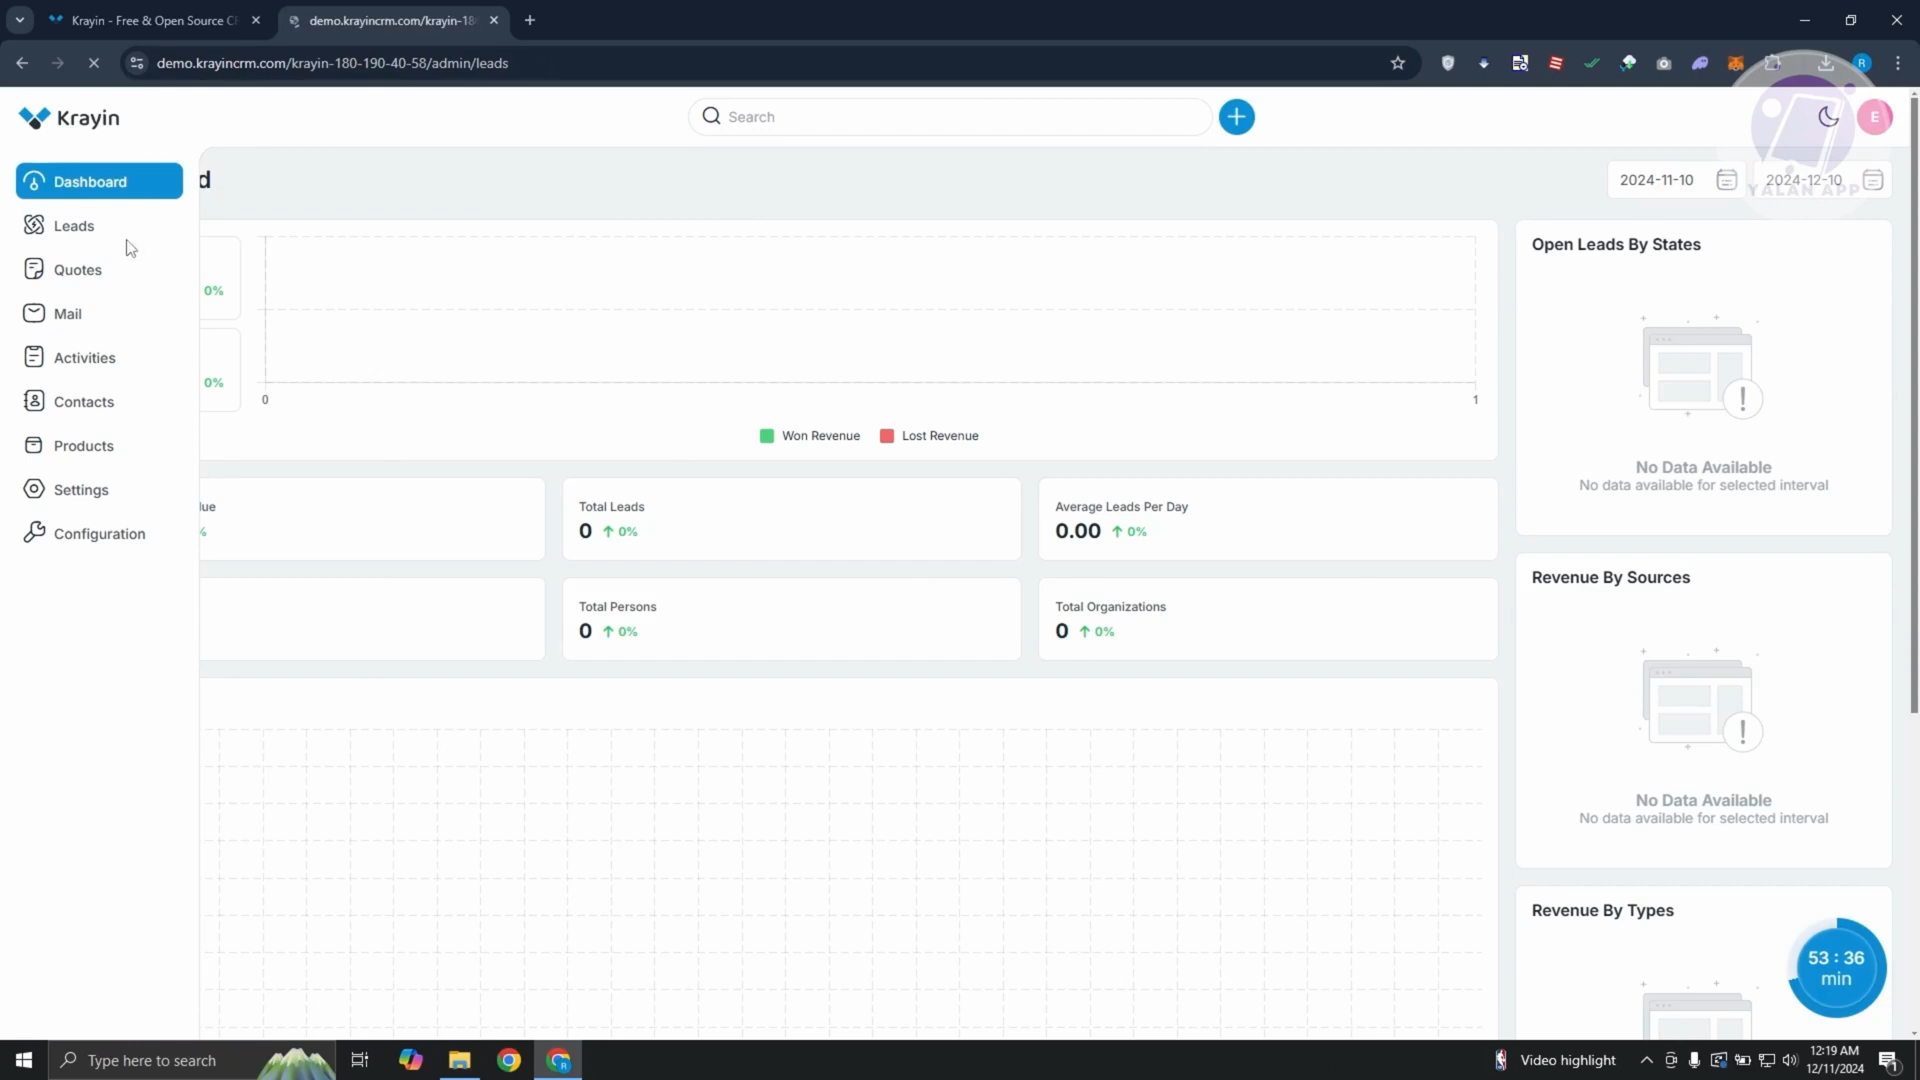 Krayin - Free & Open Source C
demo.krayincrm.com/krayin-18
demo.krayincrm.com/krayin-180-190-40-58/admin/leads
R
Krayin
Search
E
Dashboard
Leads
Quotes
Mail
Activities
Contacts
Products
Settings
Configuration
d
2024-11-10
2024-12-10
YALAN APP
0%
0%
0
1
Won Revenue
Lost Revenue
lue
%
Total Leads
0 ↑ 0%
Average Leads Per Day
0.00 ↑ 0%
Total Persons
0 ↑ 0%
Total Organizations
0 ↑ 0%
Open Leads By States
No Data Available
No data available for selected interval
Revenue By Sources
No Data Available
No data available for selected interval
Revenue By Types
53 : 36
min
Type here to search
R
Video highlight
12:19 AM
12/11/2024
1